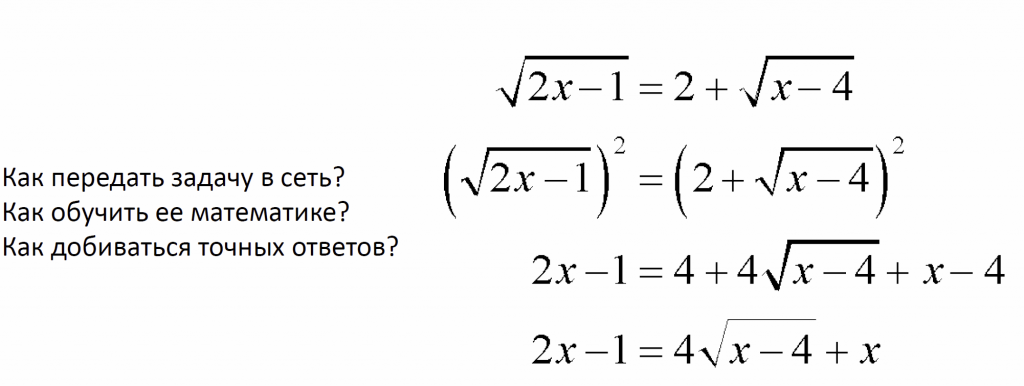 Как передать задачу в сеть?
Как обучить ее математике?
Как добиваться точных ответов?
√(2x−1) = 2 + √(x−4)
(√(2x−1))² = (2 + √(x−4))²
2x−1 = 4 + 4√(x−4) + x−4
2x−1 = 4√(x−4) + x